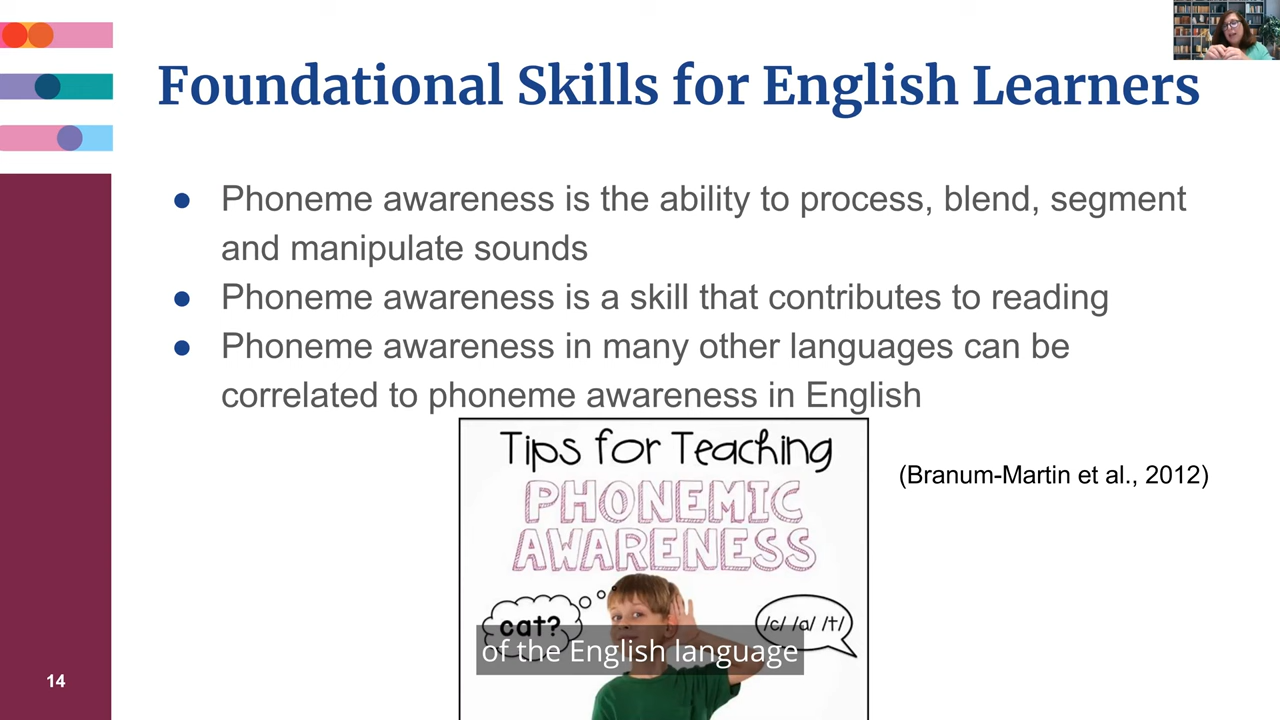 Foundational Skills for English Learners
● Phoneme awareness is the ability to process, blend, segment
and manipulate sounds
● Phoneme awareness is a skill that contributes to reading
● Phoneme awareness in many other languages can be
correlated to phoneme awareness in English
(Branum-Martin et al., 2012)
Tips for Teaching
PHONEMIC
AWARENESS
cat?
/c/ /a/ /t/
of the English language
14